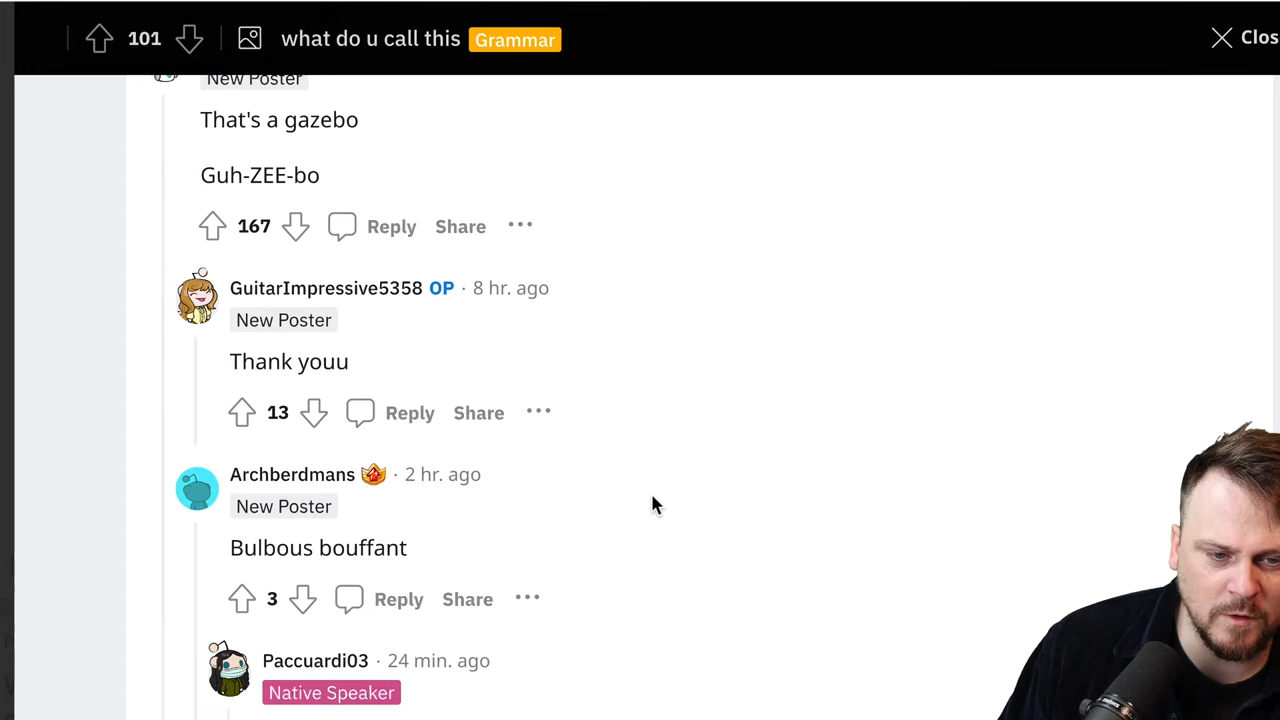 101 what do u call this Grammar Clos
New Poster
That's a gazebo
Guh-ZEE-bo
167 Reply Share ···
GuitarImpressive5358 OP · 8 hr. ago
New Poster
Thank youu
13 Reply Share ···
Archberdmans · 2 hr. ago
New Poster
Bulbous bouffant
3 Reply Share ···
Paccuardi03 · 24 min. ago
Native Speaker